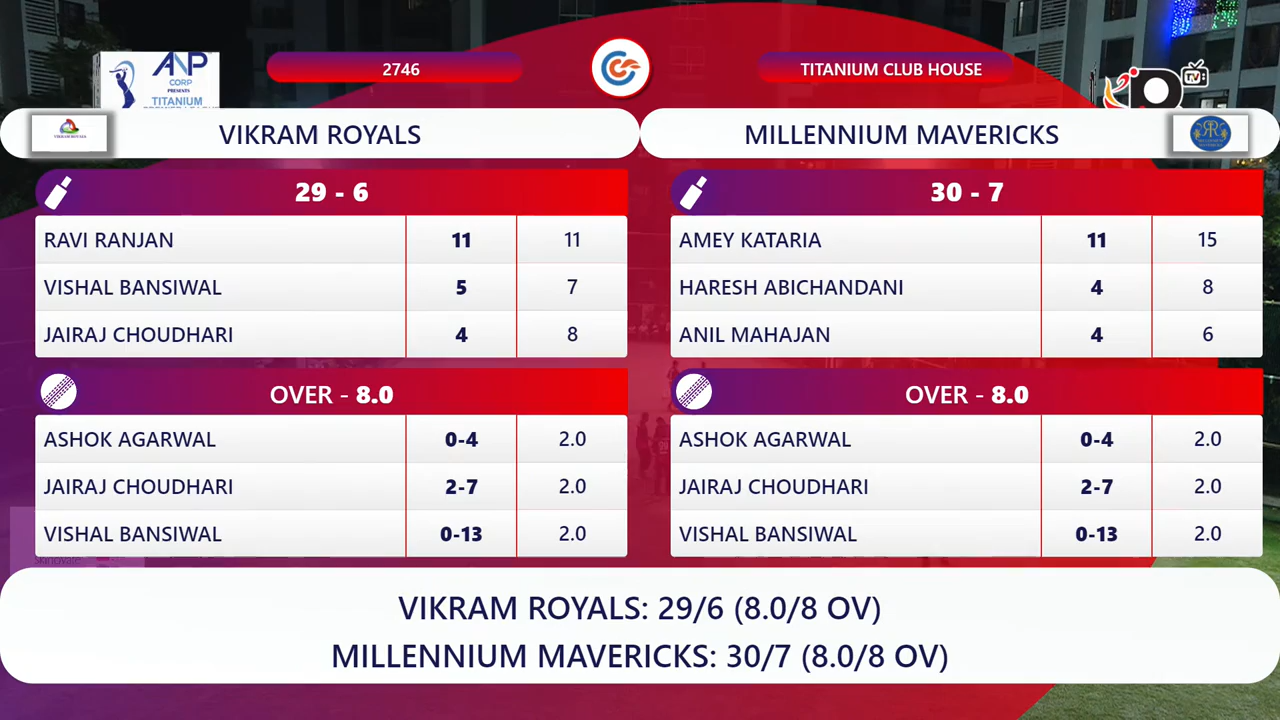 ANP
CORP
PRESENTS
TITANIUM
2746
TITANIUM CLUB HOUSE
TV
VIKRAM ROYALS
VIKRAM ROYALS
MILLENNIUM MAVERICKS
29 - 6
RAVI RANJAN 11 11
VISHAL BANSIWAL 5 7
JAIRAJ CHOUDHARI 4 8
OVER - 8.0
ASHOK AGARWAL 0-4 2.0
JAIRAJ CHOUDHARI 2-7 2.0
VISHAL BANSIWAL 0-13 2.0
30 - 7
AMEY KATARIA 11 15
HARESH ABICHANDANI 4 8
ANIL MAHAJAN 4 6
OVER - 8.0
ASHOK AGARWAL 0-4 2.0
JAIRAJ CHOUDHARI 2-7 2.0
VISHAL BANSIWAL 0-13 2.0
VIKRAM ROYALS: 29/6 (8.0/8 OV)
MILLENNIUM MAVERICKS: 30/7 (8.0/8 OV)